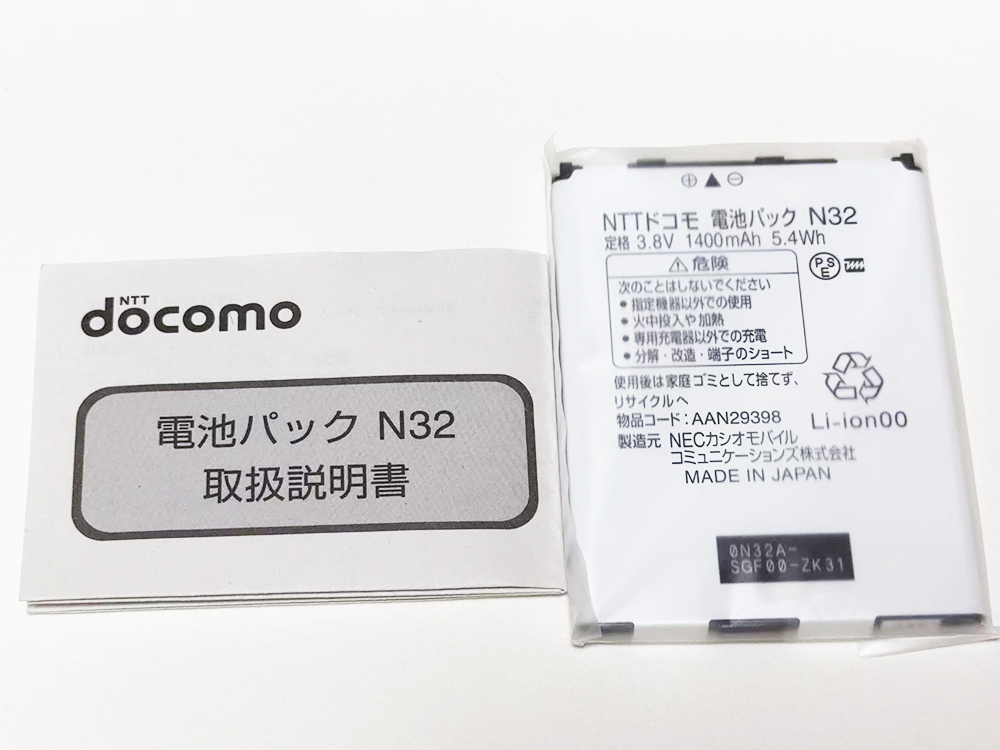 NTT
docomo
電池パック N32
取扱説明書
⊕ ▲ ⊖
NTTドコモ 電池パック N32
定格 3.8V 1400mAh 5.4Wh
⚠危険
次のことはしないでください
●指定機器以外での使用
●火中投入や加熱
●専用充電器以外での充電
●分解・改造・端子のショート
PSE
使用後は家庭ゴミとして捨てず、
リサイクルへ
物品コード:AAN29398
Li-ion00
製造元 NECカシオモバイル
コミュニケーションズ株式会社
MADE IN JAPAN
0N32A-
SGF00-ZK31